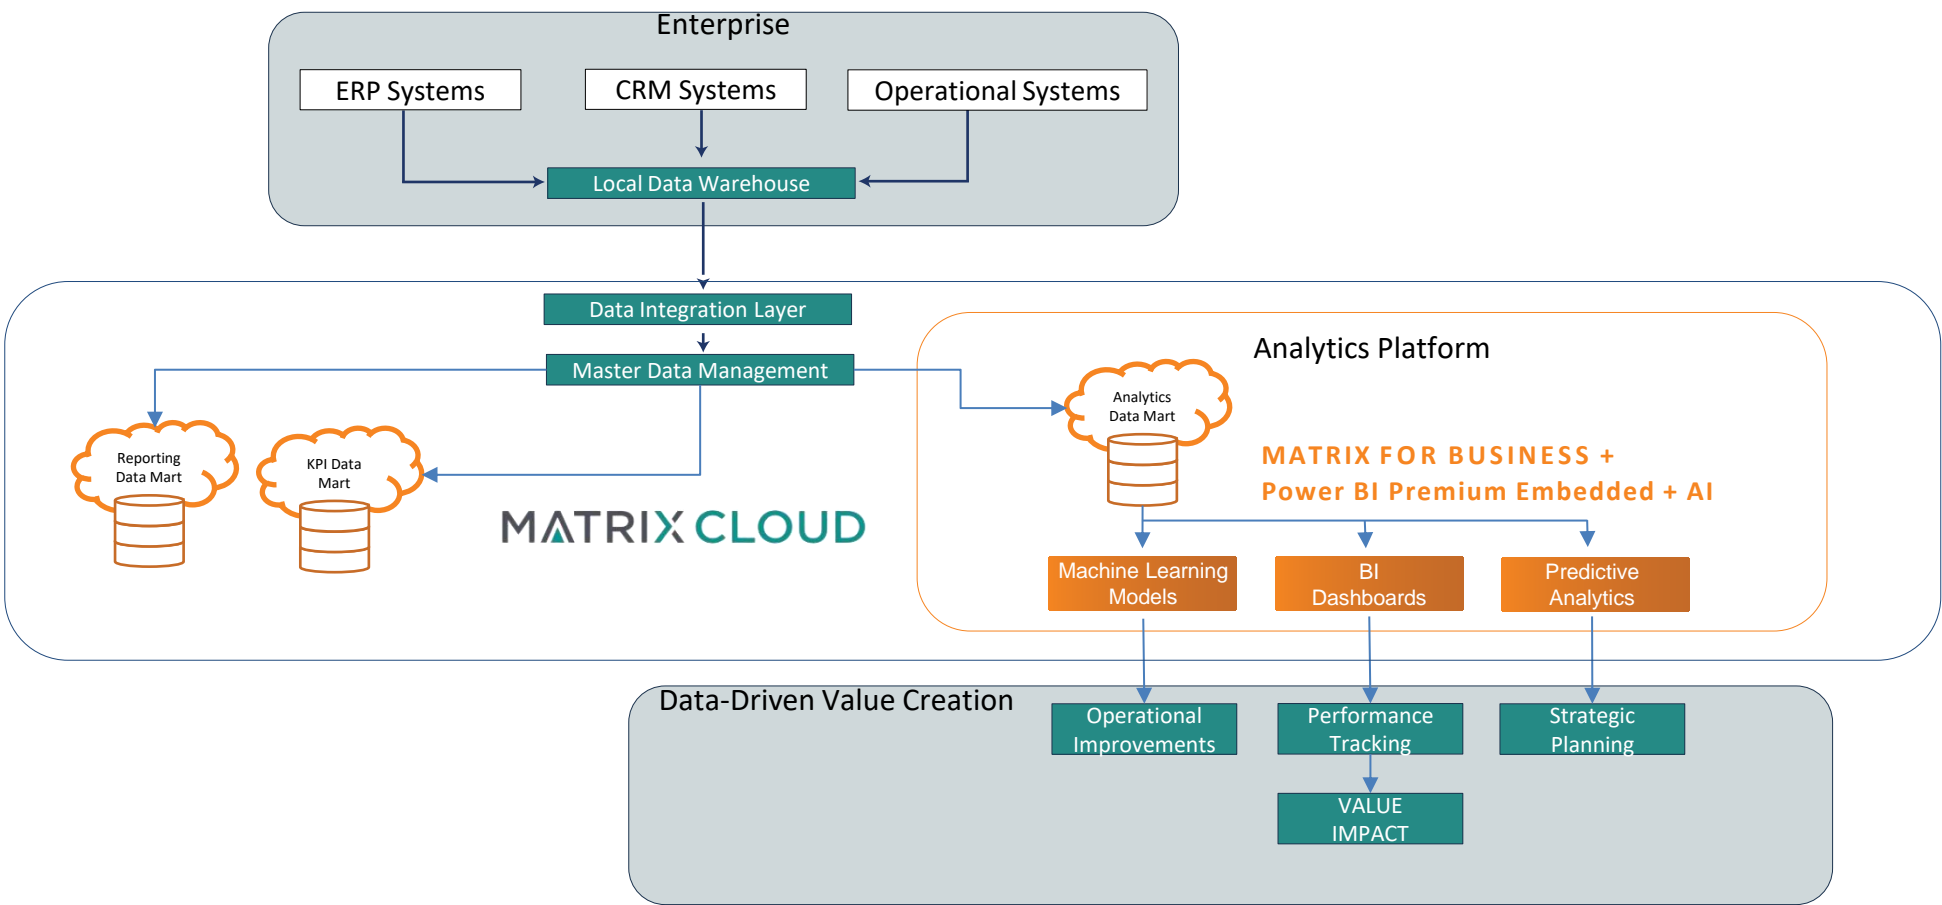 Enterprise
ERP Systems
CRM Systems
Operational Systems
Local Data Warehouse
Data Integration Layer
Master Data Management
Analytics Platform
Analytics
Data Mart
Reporting
Data Mart
KPI Data
Mart
MATRIX FOR BUSINESS +
Power BI Premium Embedded + AI
MATRIX CLOUD
Machine Learning
Models
BI
Dashboards
Predictive
Analytics
Data-Driven Value Creation
Operational
Improvements
Performance
Tracking
Strategic
Planning
VALUE
IMPACT